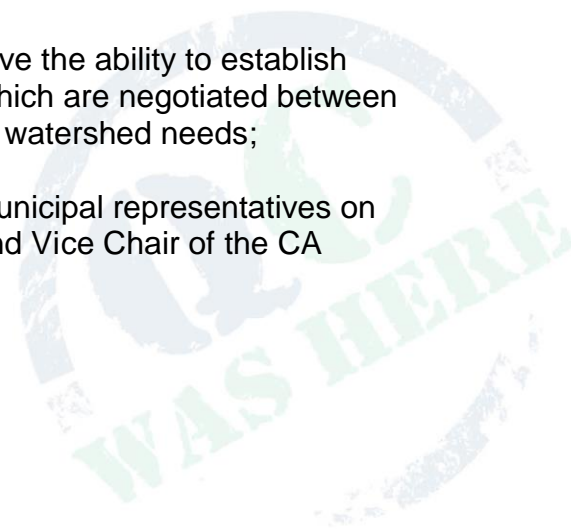 ve the ability to establish
hich are negotiated between
watershed needs;
unicipal representatives on
nd Vice Chair of the CA
QC
WAS HERE